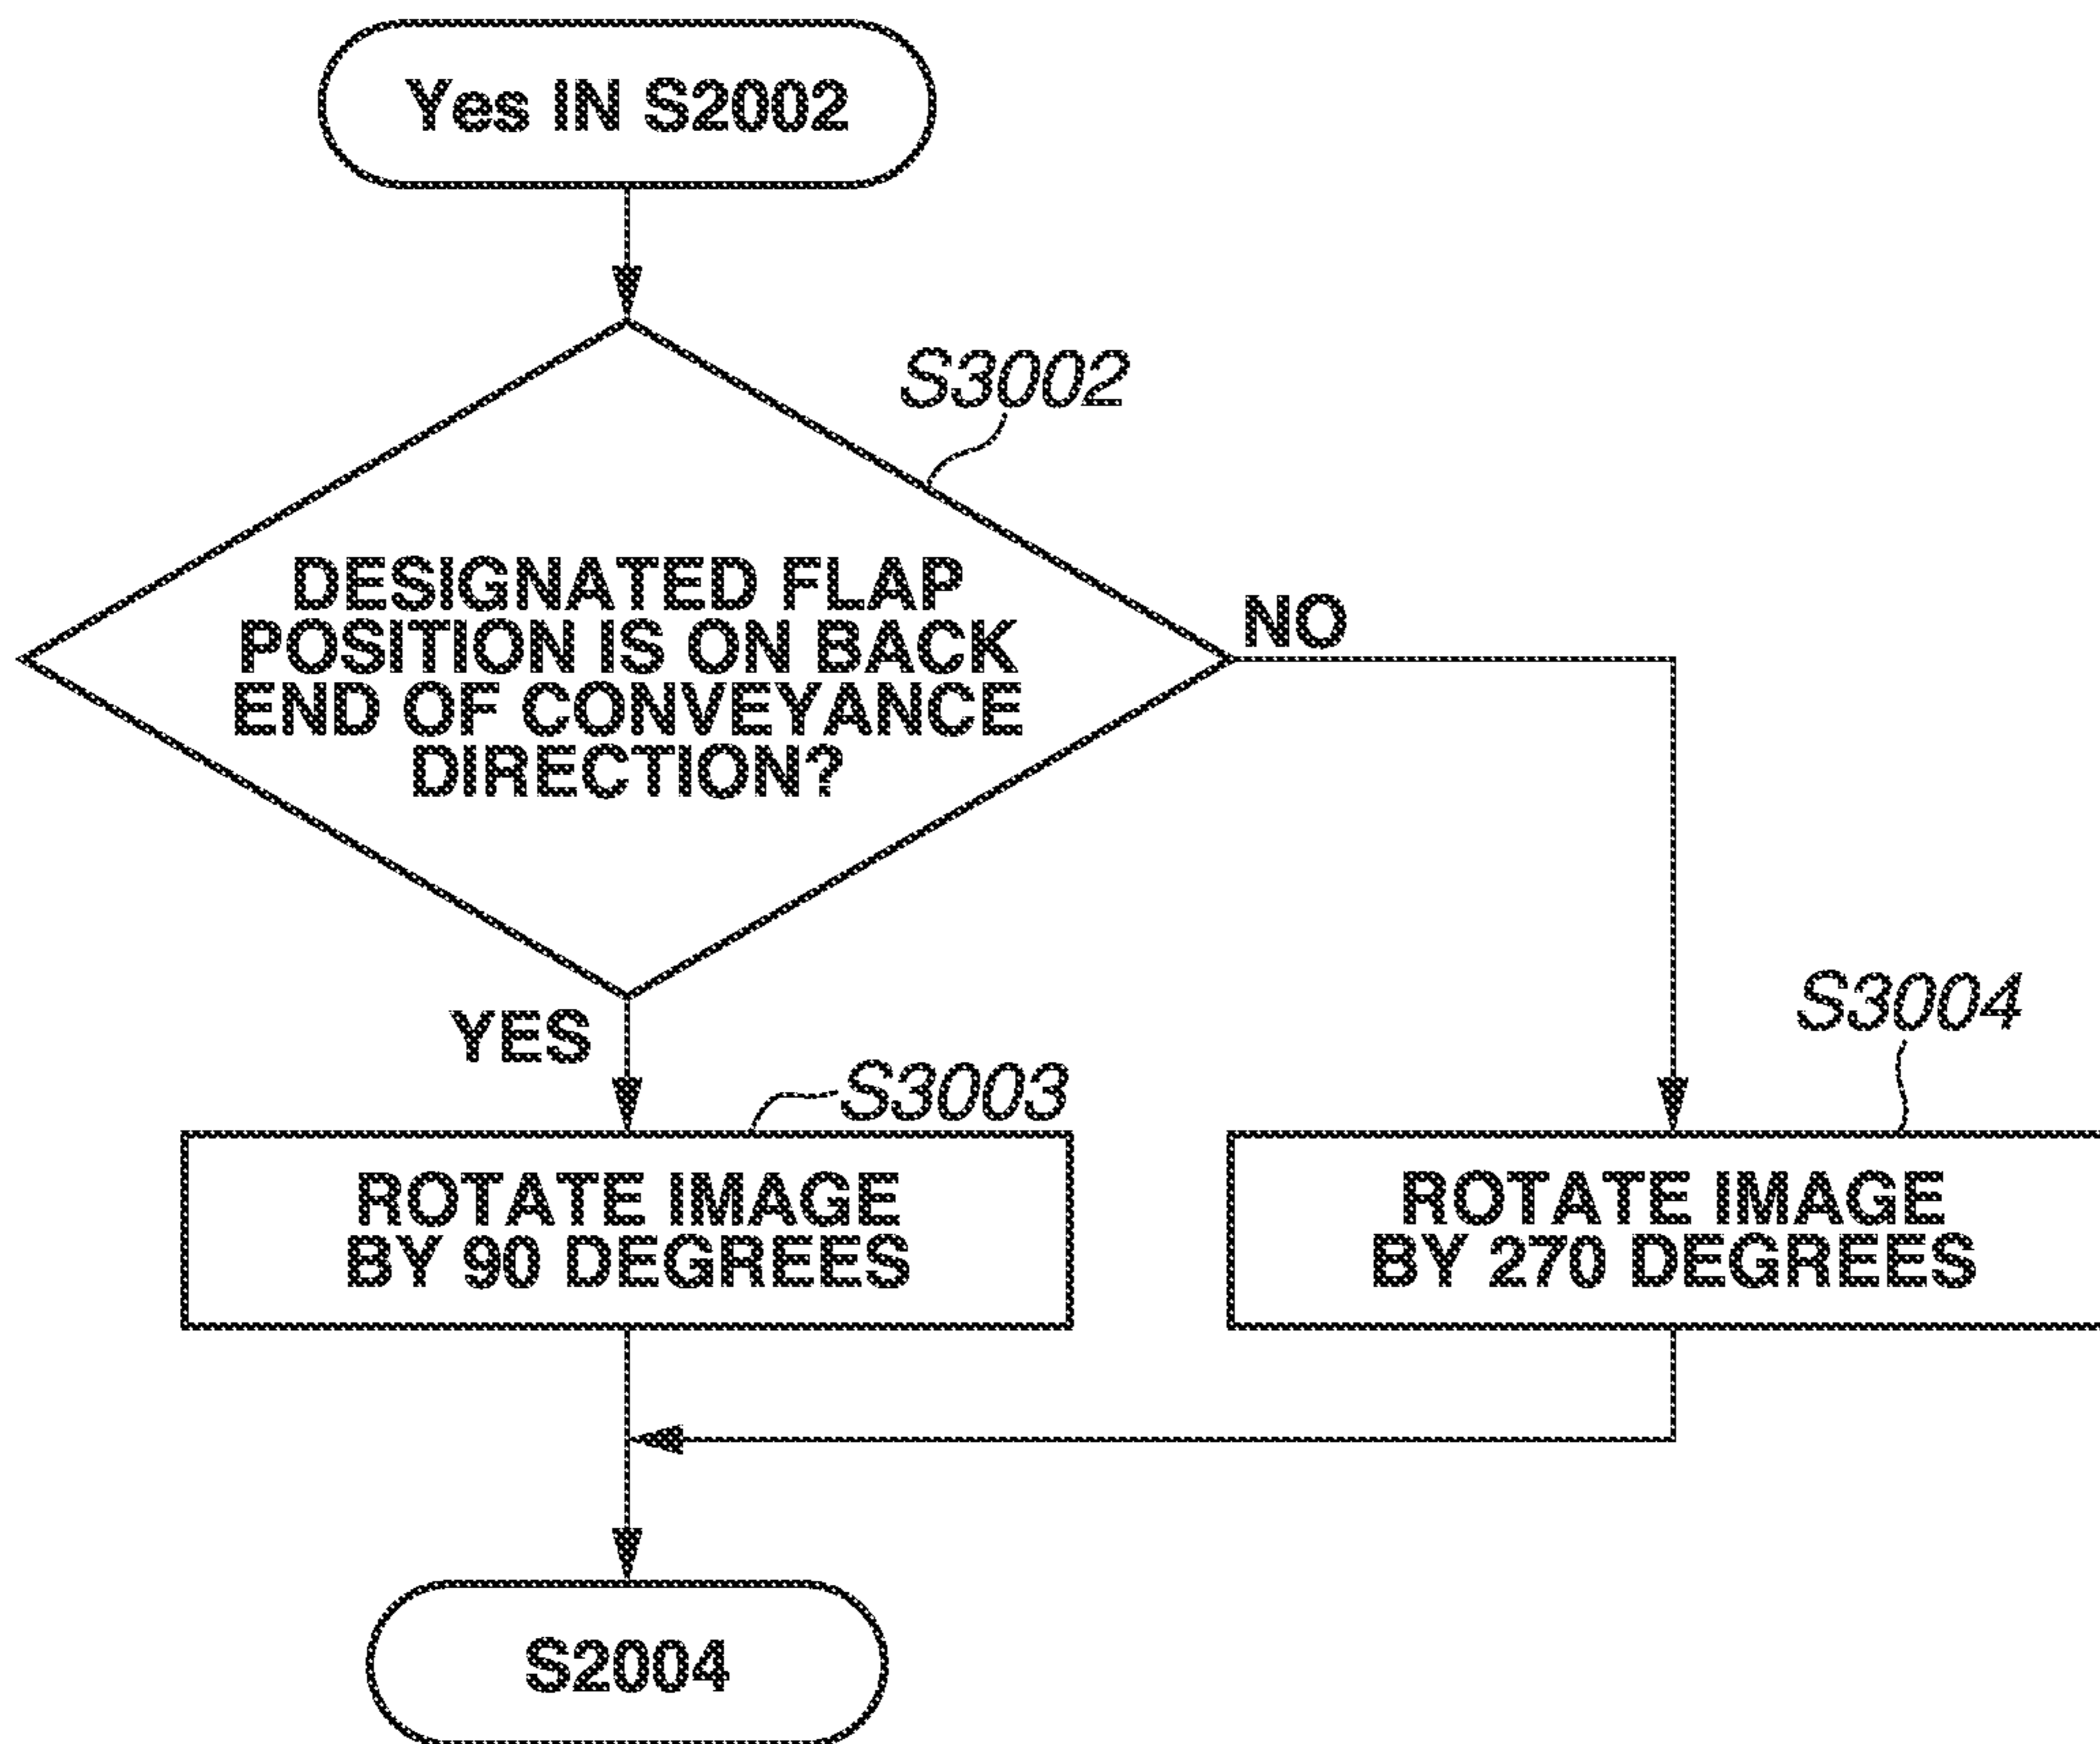 Yes IN S2002
S3002
DESIGNATED FLAP
POSITION IS ON BACK
END OF CONVEYANCE
DIRECTION?
NO
YES
S3003
S3004
ROTATE IMAGE
BY 90 DEGREES
ROTATE IMAGE
BY 270 DEGREES
S2004